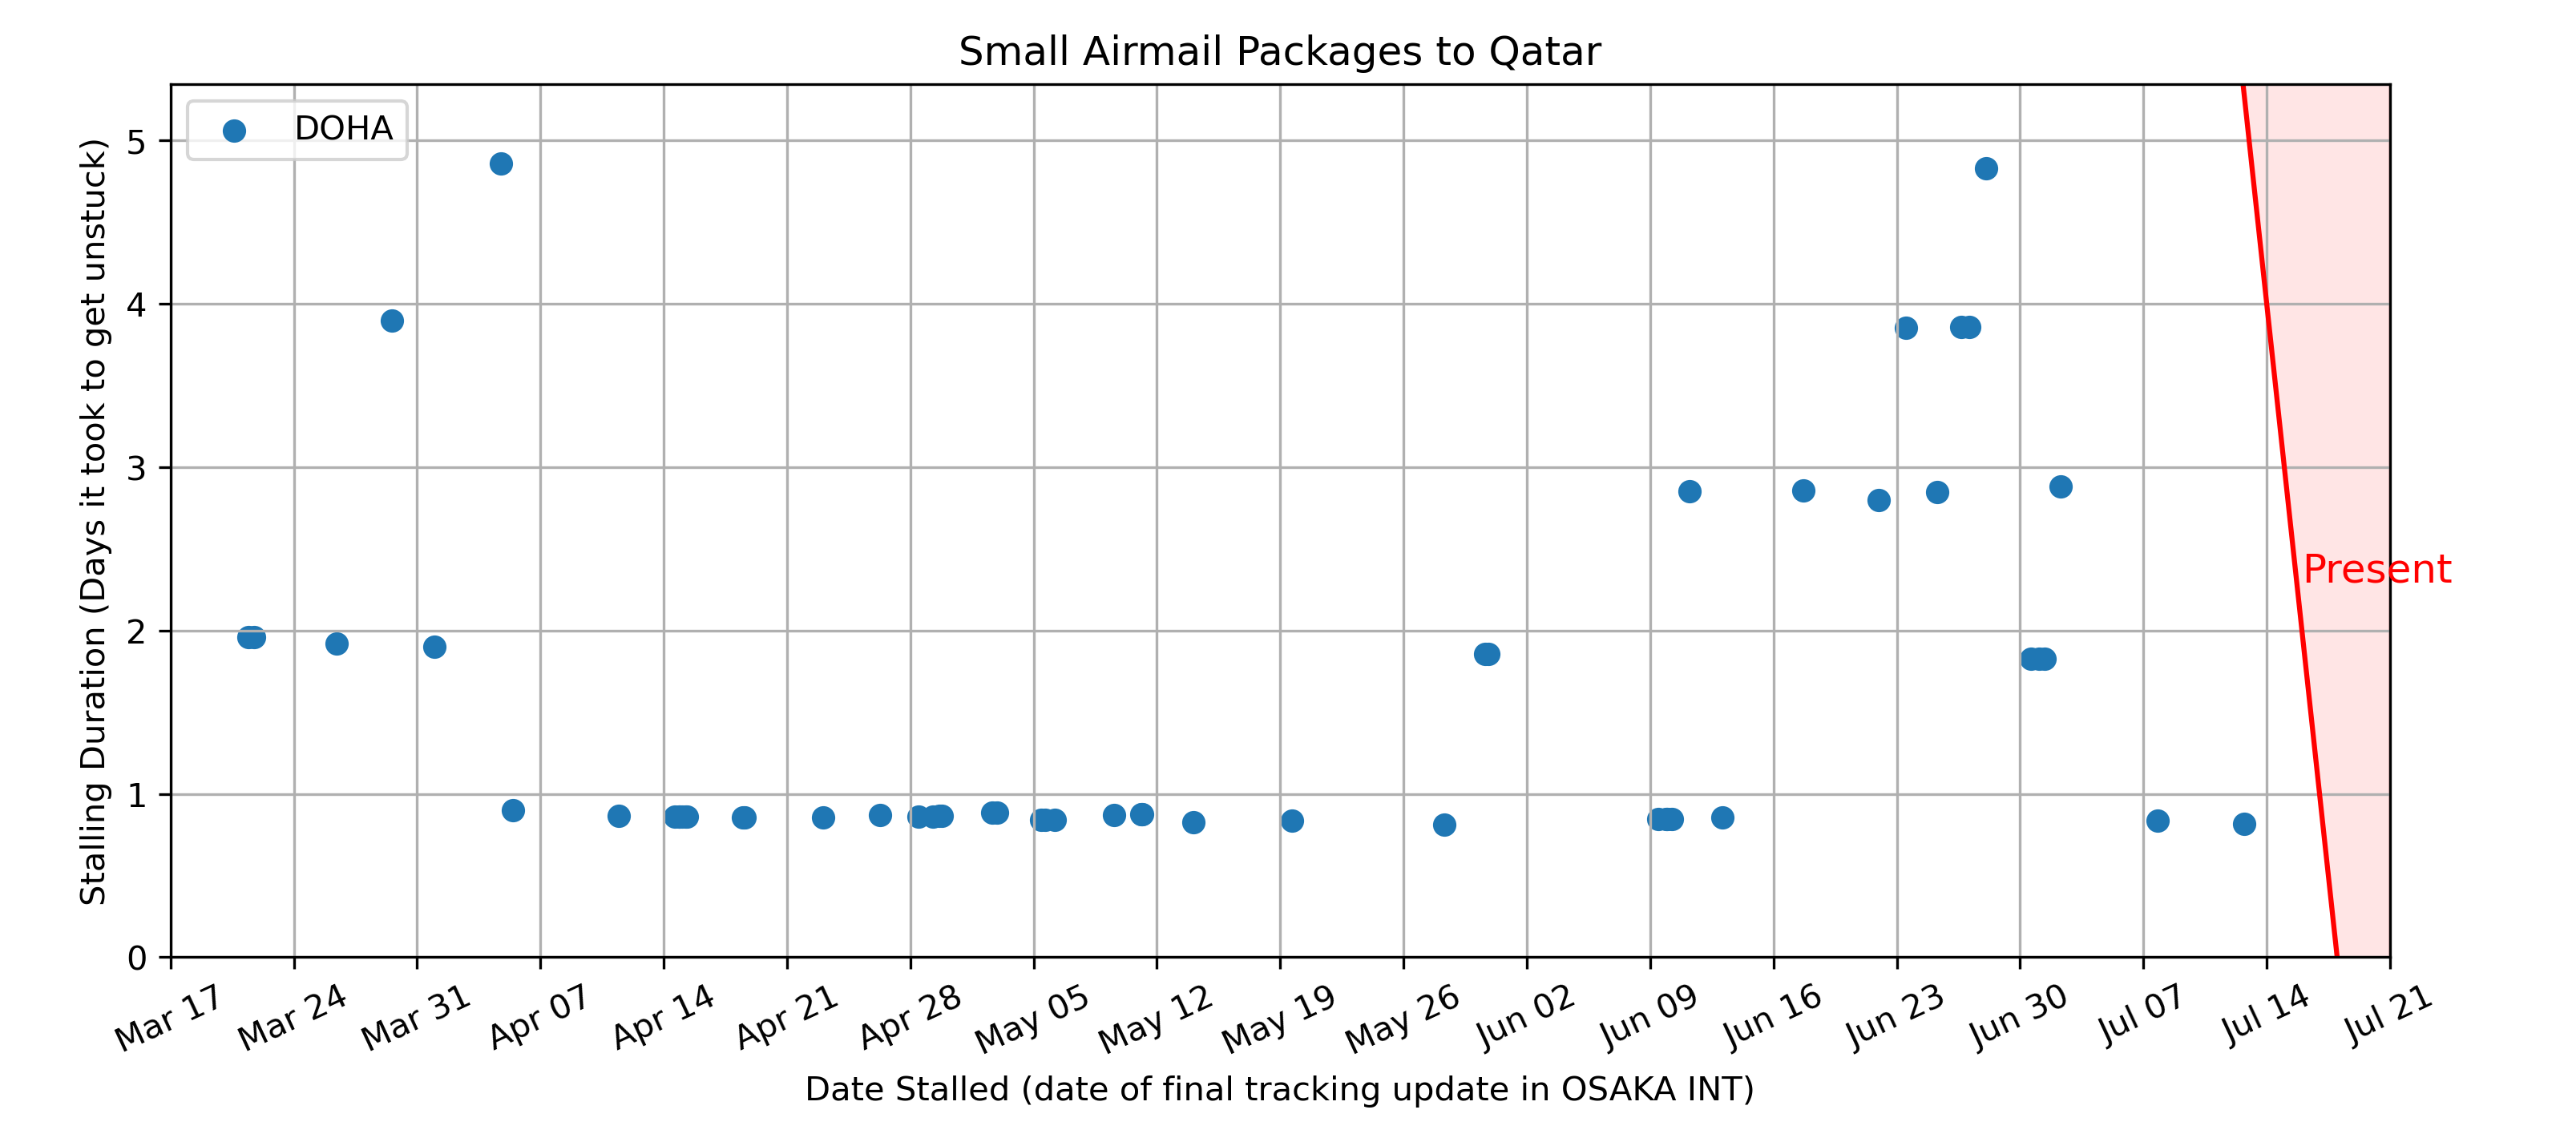 Small Airmail Packages to Qatar
DOHA
Stalling Duration (Days it took to get unstuck)
5
4
3
2
1
0
Present
Mar 17
Mar 24
Mar 31
Apr 07
Apr 14
Apr 21
Apr 28
May 05
May 12
May 19
May 26
Jun 02
Jun 09
Jun 16
Jun 23
Jun 30
Jul 07
Jul 14
Jul 21
Date Stalled (date of final tracking update in OSAKA INT)